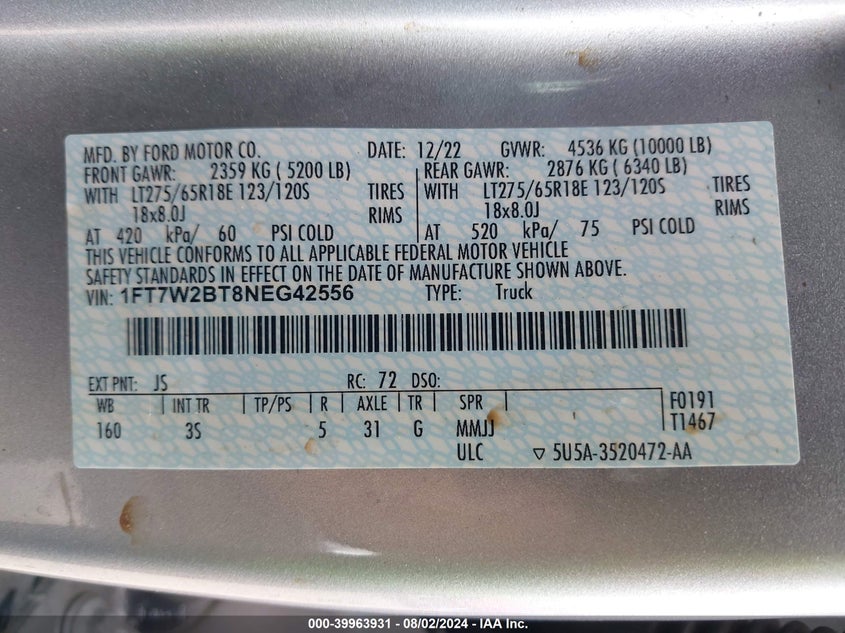 MFD. BY FORD MOTOR CO. DATE: 12/22 GVWR: 4536 KG (10000 LB)
FRONT GAWR: 2359 KG ( 5200 LB) REAR GAWR: 2876 KG ( 6340 LB)
WITH LT275/65R18E 123/120S TIRES WITH LT275/65R18E 123/120S TIRES
18x8.0J RIMS 18x8.0J RIMS
AT 420 kPa/ 60 PSI COLD AT 520 kPa/ 75 PSI COLD
THIS VEHICLE CONFORMS TO ALL APPLICABLE FEDERAL MOTOR VEHICLE
SAFETY STANDARDS IN EFFECT ON THE DATE OF MANUFACTURE SHOWN ABOVE.
VIN: 1FT7W2BT8NEG42556 TYPE: Truck
EXT PNT: JS RC: 72 DSO:
WB INT TR TP/PS R AXLE TR SPR F0191
160 3S 5 31 G MMJJ T1467
ULC ▽ 5U5A-3520472-AA
000-39963931 - 08/02/2024 - IAA Inc.